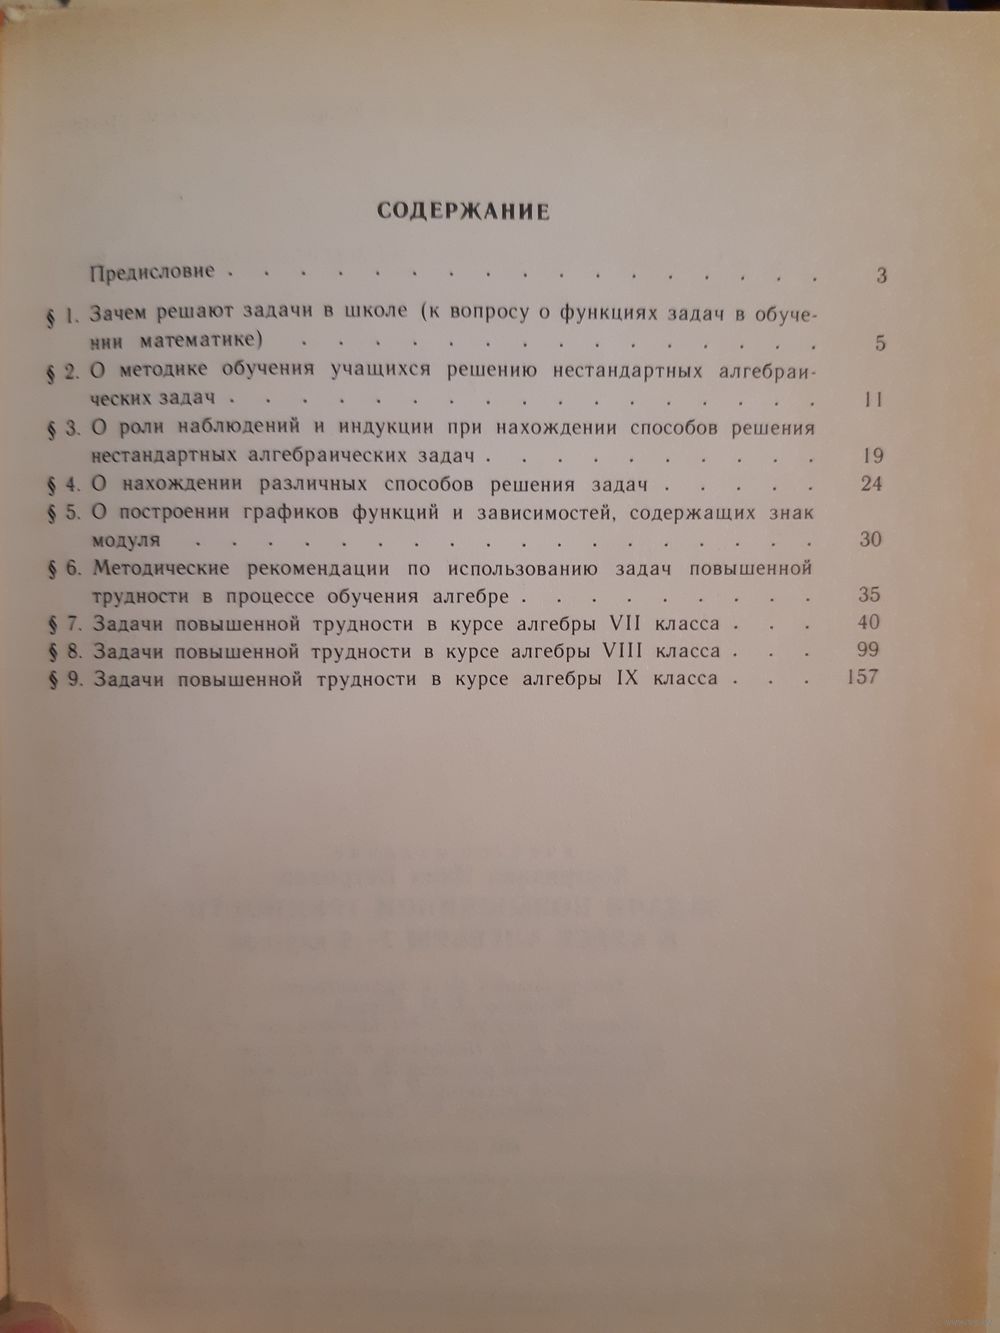 СОДЕРЖАНИЕ
Предисловие . . . . . . . . . . . . . . . . . 3
§ 1. Зачем решают задачи в школе (к вопросу о функциях задач в обуче-
нии математике) . . . . . . . . . . . . . . . 5
§ 2. О методике обучения учащихся решению нестандартных алгебраи-
ческих задач . . . . . . . . . . . . . . . . . 11
§ 3. О роли наблюдений и индукции при нахождении способов решения
нестандартных алгебраических задач . . . . . . . . . . 19
§ 4. О нахождении различных способов решения задач . . . . . 24
§ 5. О построении графиков функций и зависимостей, содержащих знак
модуля . . . . . . . . . . . . . . . . . . 30
§ 6. Методические рекомендации по использованию задач повышенной
трудности в процессе обучения алгебре . . . . . . . . . 35
§ 7. Задачи повышенной трудности в курсе алгебры VII класса . . . 40
§ 8. Задачи повышенной трудности в курсе алгебры VIII класса . . . 99
§ 9. Задачи повышенной трудности в курсе алгебры IX класса . . . 157